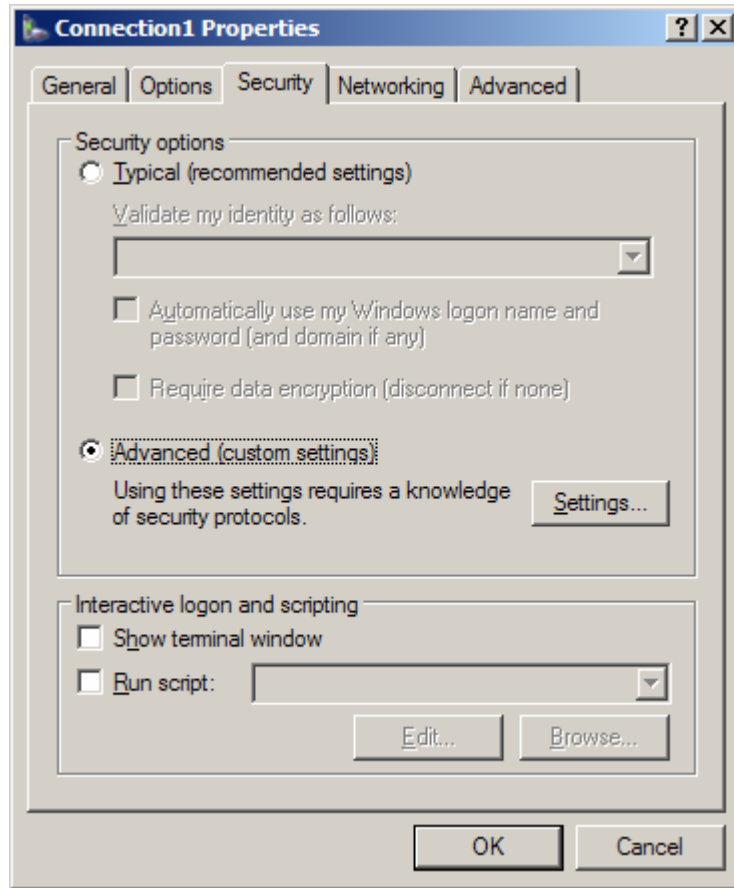 Connection1 Properties
General
Options
Security
Networking
Advanced
Security options
Typical (recommended settings)
Validate my identity as follows:
Automatically use my Windows logon name and
password (and domain if any)
Require data encryption (disconnect if none)
Advanced (custom settings)
Using these settings requires a knowledge
of security protocols.
Settings...
Interactive logon and scripting
Show terminal window
Run script:
Edit...
Browse...
OK
Cancel